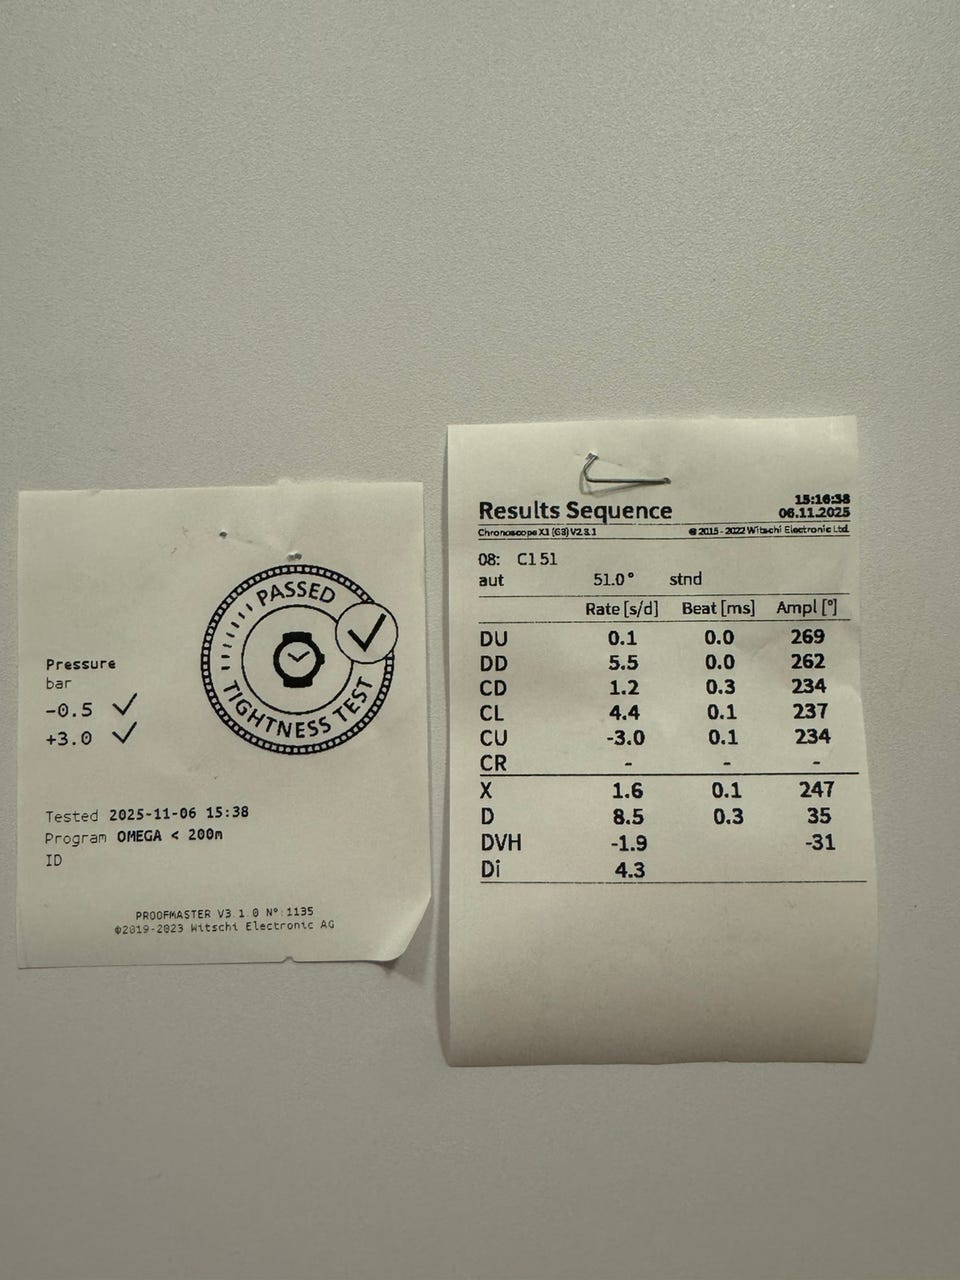 PASSED
TIGHTNESS TEST
Pressure
bar
-0.5 ✓
+3.0 ✓
Tested 2025-11-06 15:38
Program OMEGA < 200m
ID
PROOFMASTER V3.1.0 N°:1135
©2019-2023 Witschi Electronic AG
15:16:38
Results Sequence 06.11.2025
Chronoscope X1 (G3) V2.3.1 © 2015 - 2022 Witschi Electronic Ltd.
08: C1 51
aut 51.0° stnd
Rate [s/d] Beat [ms] Ampl [°]
DU 0.1 0.0 269
DD 5.5 0.0 262
CD 1.2 0.3 234
CL 4.4 0.1 237
CU -3.0 0.1 234
CR - - -
X 1.6 0.1 247
D 8.5 0.3 35
DVH -1.9 -31
Di 4.3